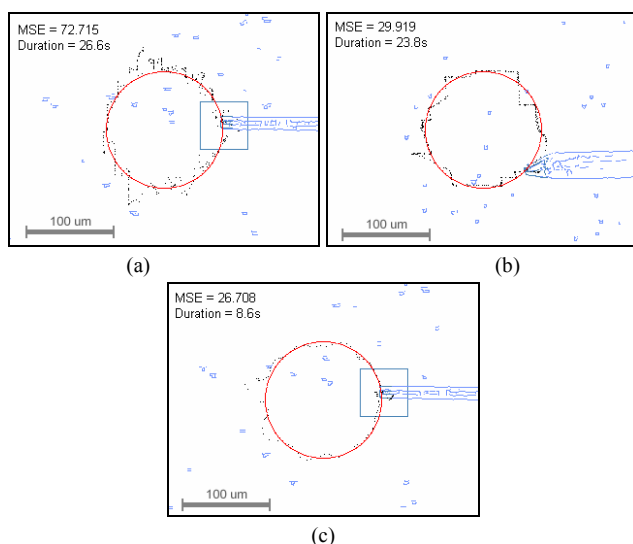 MSE = 72.715
Duration = 26.6s
100 um
(a)
MSE = 29.919
Duration = 23.8s
100 um
(b)
MSE = 26.708
Duration = 8.6s
100 um
(c)